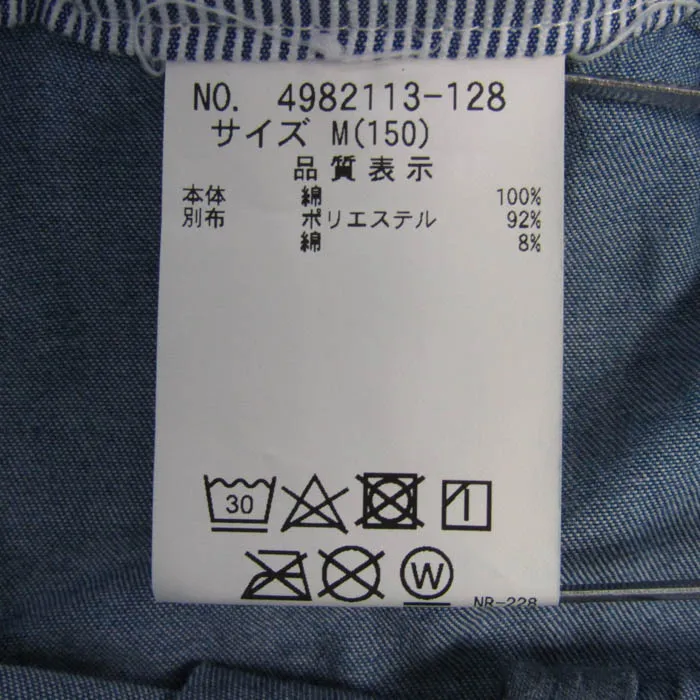 NO. 4982113-128
サイズ M(150)
品質表示
本体 綿 100%
別布 ポリエステル 92%
綿 8%
30
W
NR-228